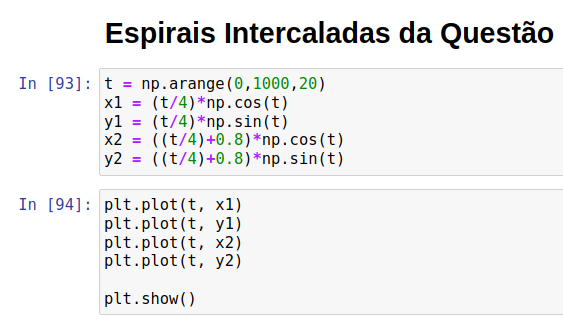 Espirais Intercaladas da Questão
In [93]: t = np.arange(0,1000,20)
x1 = (t/4)*np.cos(t)
y1 = (t/4)*np.sin(t)
x2 = ((t/4)+0.8)*np.cos(t)
y2 = ((t/4)+0.8)*np.sin(t)
In [94]: plt.plot(t, x1)
plt.plot(t, y1)
plt.plot(t, x2)
plt.plot(t, y2)
plt.show()